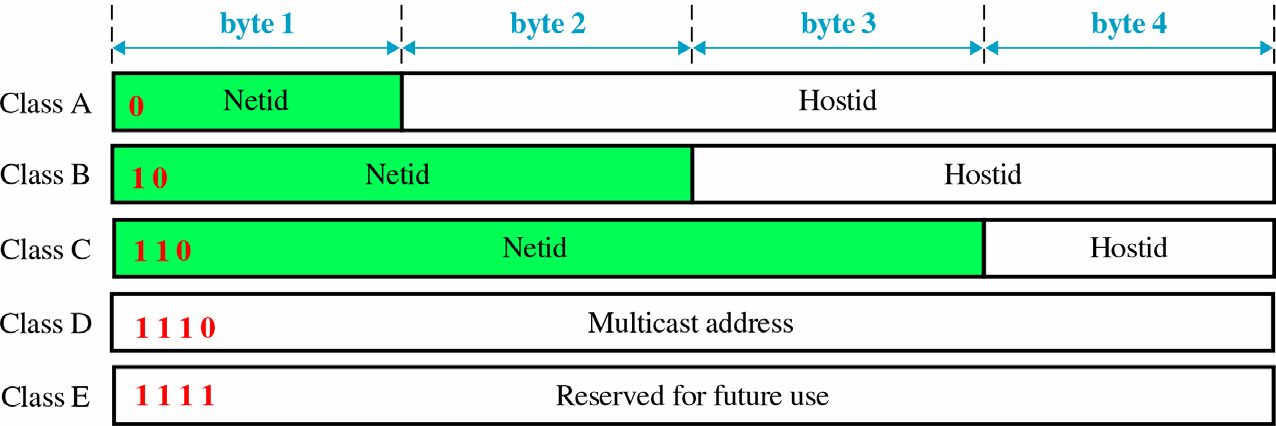 byte 1 byte 2 byte 3 byte 4
Class A 0 Netid Hostid
Class B 1 0 Netid Hostid
Class C 1 1 0 Netid Hostid
Class D 1 1 1 0 Multicast address
Class E 1 1 1 1 Reserved for future use